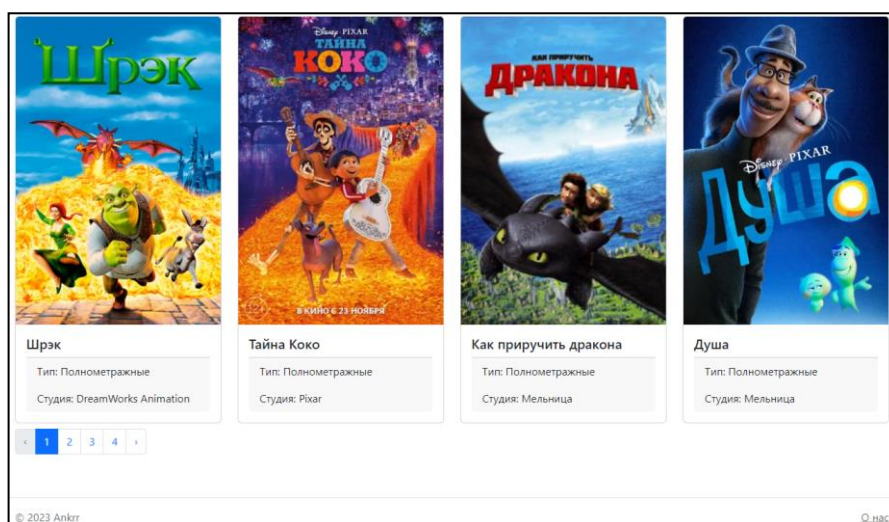 Шрэк
Disney · PIXAR
ТАЙНА
КОКО
В КИНО С 23 НОЯБРЯ
КАК ПРИРУЧИТЬ
ДРАКОНА
Disney · PIXAR
Душа
Шрэк
Тип: Полнометражные
Студия: DreamWorks Animation
Тайна Коко
Тип: Полнометражные
Студия: Pixar
Как приручить дракона
Тип: Полнометражные
Студия: Мельница
Душа
Тип: Полнометражные
Студия: Мельница
‹ 1 2 3 4 ›
© 2023 Ankrr
О нас